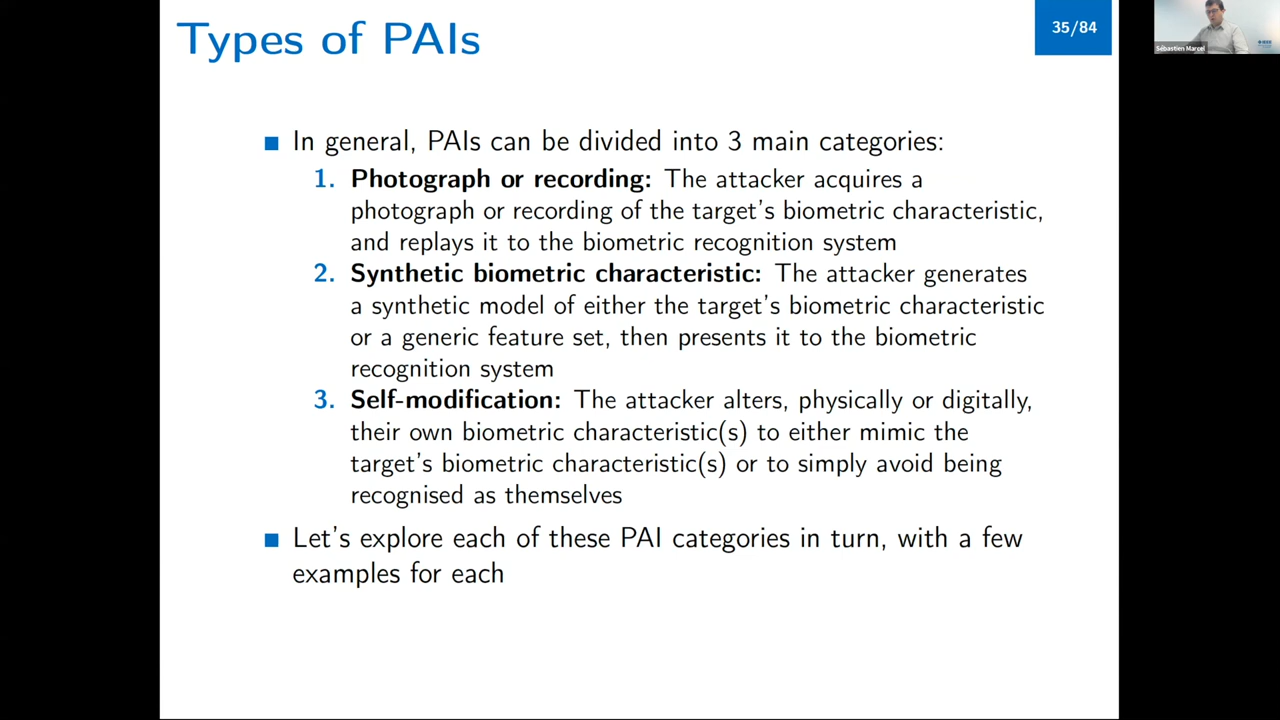 Types of PAIs
35/84
Sébastien Marcel
■ In general, PAIs can be divided into 3 main categories:
1. Photograph or recording: The attacker acquires a
photograph or recording of the target's biometric characteristic,
and replays it to the biometric recognition system
2. Synthetic biometric characteristic: The attacker generates
a synthetic model of either the target's biometric characteristic
or a generic feature set, then presents it to the biometric
recognition system
3. Self-modification: The attacker alters, physically or digitally,
their own biometric characteristic(s) to either mimic the
target's biometric characteristic(s) or to simply avoid being
recognised as themselves
■ Let's explore each of these PAI categories in turn, with a few
examples for each